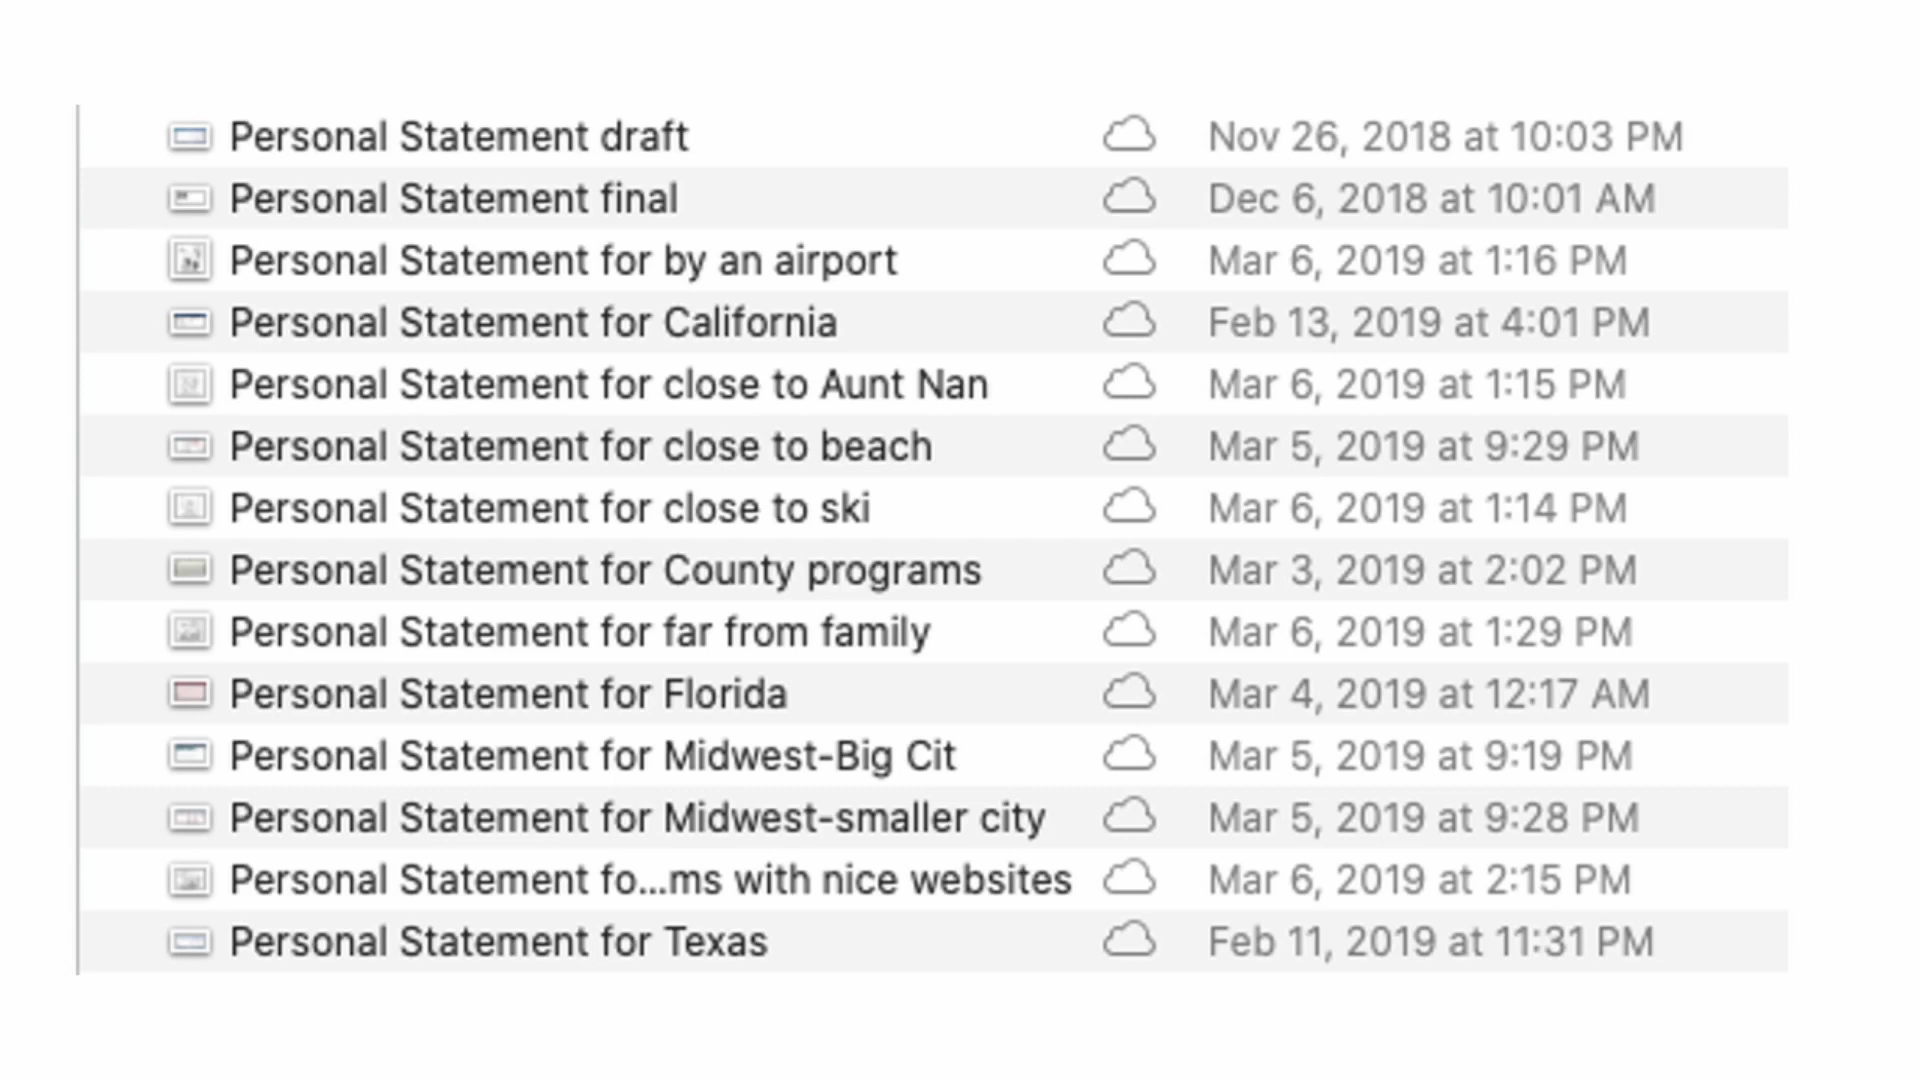 Personal Statement draft Nov 26, 2018 at 10:03 PM
Personal Statement final Dec 6, 2018 at 10:01 AM
Personal Statement for by an airport Mar 6, 2019 at 1:16 PM
Personal Statement for California Feb 13, 2019 at 4:01 PM
Personal Statement for close to Aunt Nan Mar 6, 2019 at 1:15 PM
Personal Statement for close to beach Mar 5, 2019 at 9:29 PM
Personal Statement for close to ski Mar 6, 2019 at 1:14 PM
Personal Statement for County programs Mar 3, 2019 at 2:02 PM
Personal Statement for far from family Mar 6, 2019 at 1:29 PM
Personal Statement for Florida Mar 4, 2019 at 12:17 AM
Personal Statement for Midwest-Big Cit Mar 5, 2019 at 9:19 PM
Personal Statement for Midwest-smaller city Mar 5, 2019 at 9:28 PM
Personal Statement fo...ms with nice websites Mar 6, 2019 at 2:15 PM
Personal Statement for Texas Feb 11, 2019 at 11:31 PM